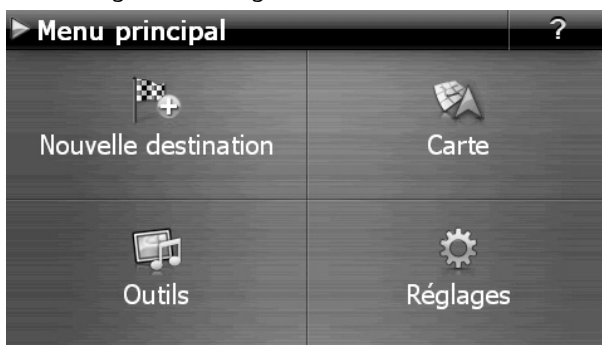 Menu principal
?
Nouvelle destination
Carte
Outils
Réglages